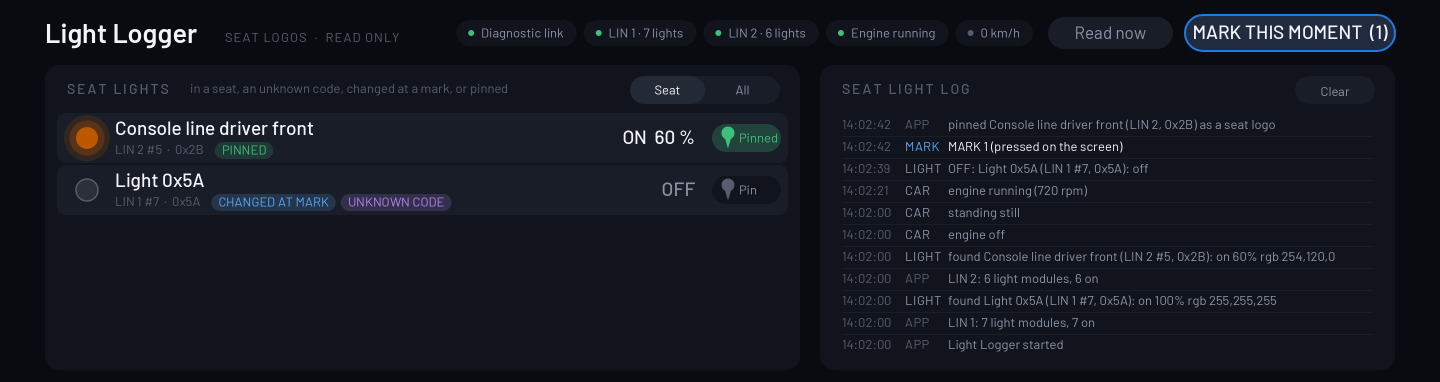 Light Logger
SEAT LOGOS · READ ONLY
Diagnostic link
LIN 1 · 7 lights
LIN 2 · 6 lights
Engine running
0 km/h
Read now
MARK THIS MOMENT (1)
SEAT LIGHTS
in a seat, an unknown code, changed at a mark, or pinned
Seat
All
Console line driver front
LIN 2 #5 · 0x2B
PINNED
ON 60 %
Pinned
Light 0x5A
LIN 1 #7 · 0x5A
CHANGED AT MARK
UNKNOWN CODE
OFF
Pin
SEAT LIGHT LOG
Clear
14:02:42 APP pinned Console line driver front (LIN 2, 0x2B) as a seat logo
14:02:42 MARK MARK 1 (pressed on the screen)
14:02:39 LIGHT OFF: Light 0x5A (LIN 1 #7, 0x5A): off
14:02:21 CAR engine running (720 rpm)
14:02:00 CAR standing still
14:02:00 CAR engine off
14:02:00 LIGHT found Console line driver front (LIN 2 #5, 0x2B): on 60% rgb 254,120,0
14:02:00 APP LIN 2: 6 light modules, 6 on
14:02:00 LIGHT found Light 0x5A (LIN 1 #7, 0x5A): on 100% rgb 255,255,255
14:02:00 APP LIN 1: 7 light modules, 7 on
14:02:00 APP Light Logger started